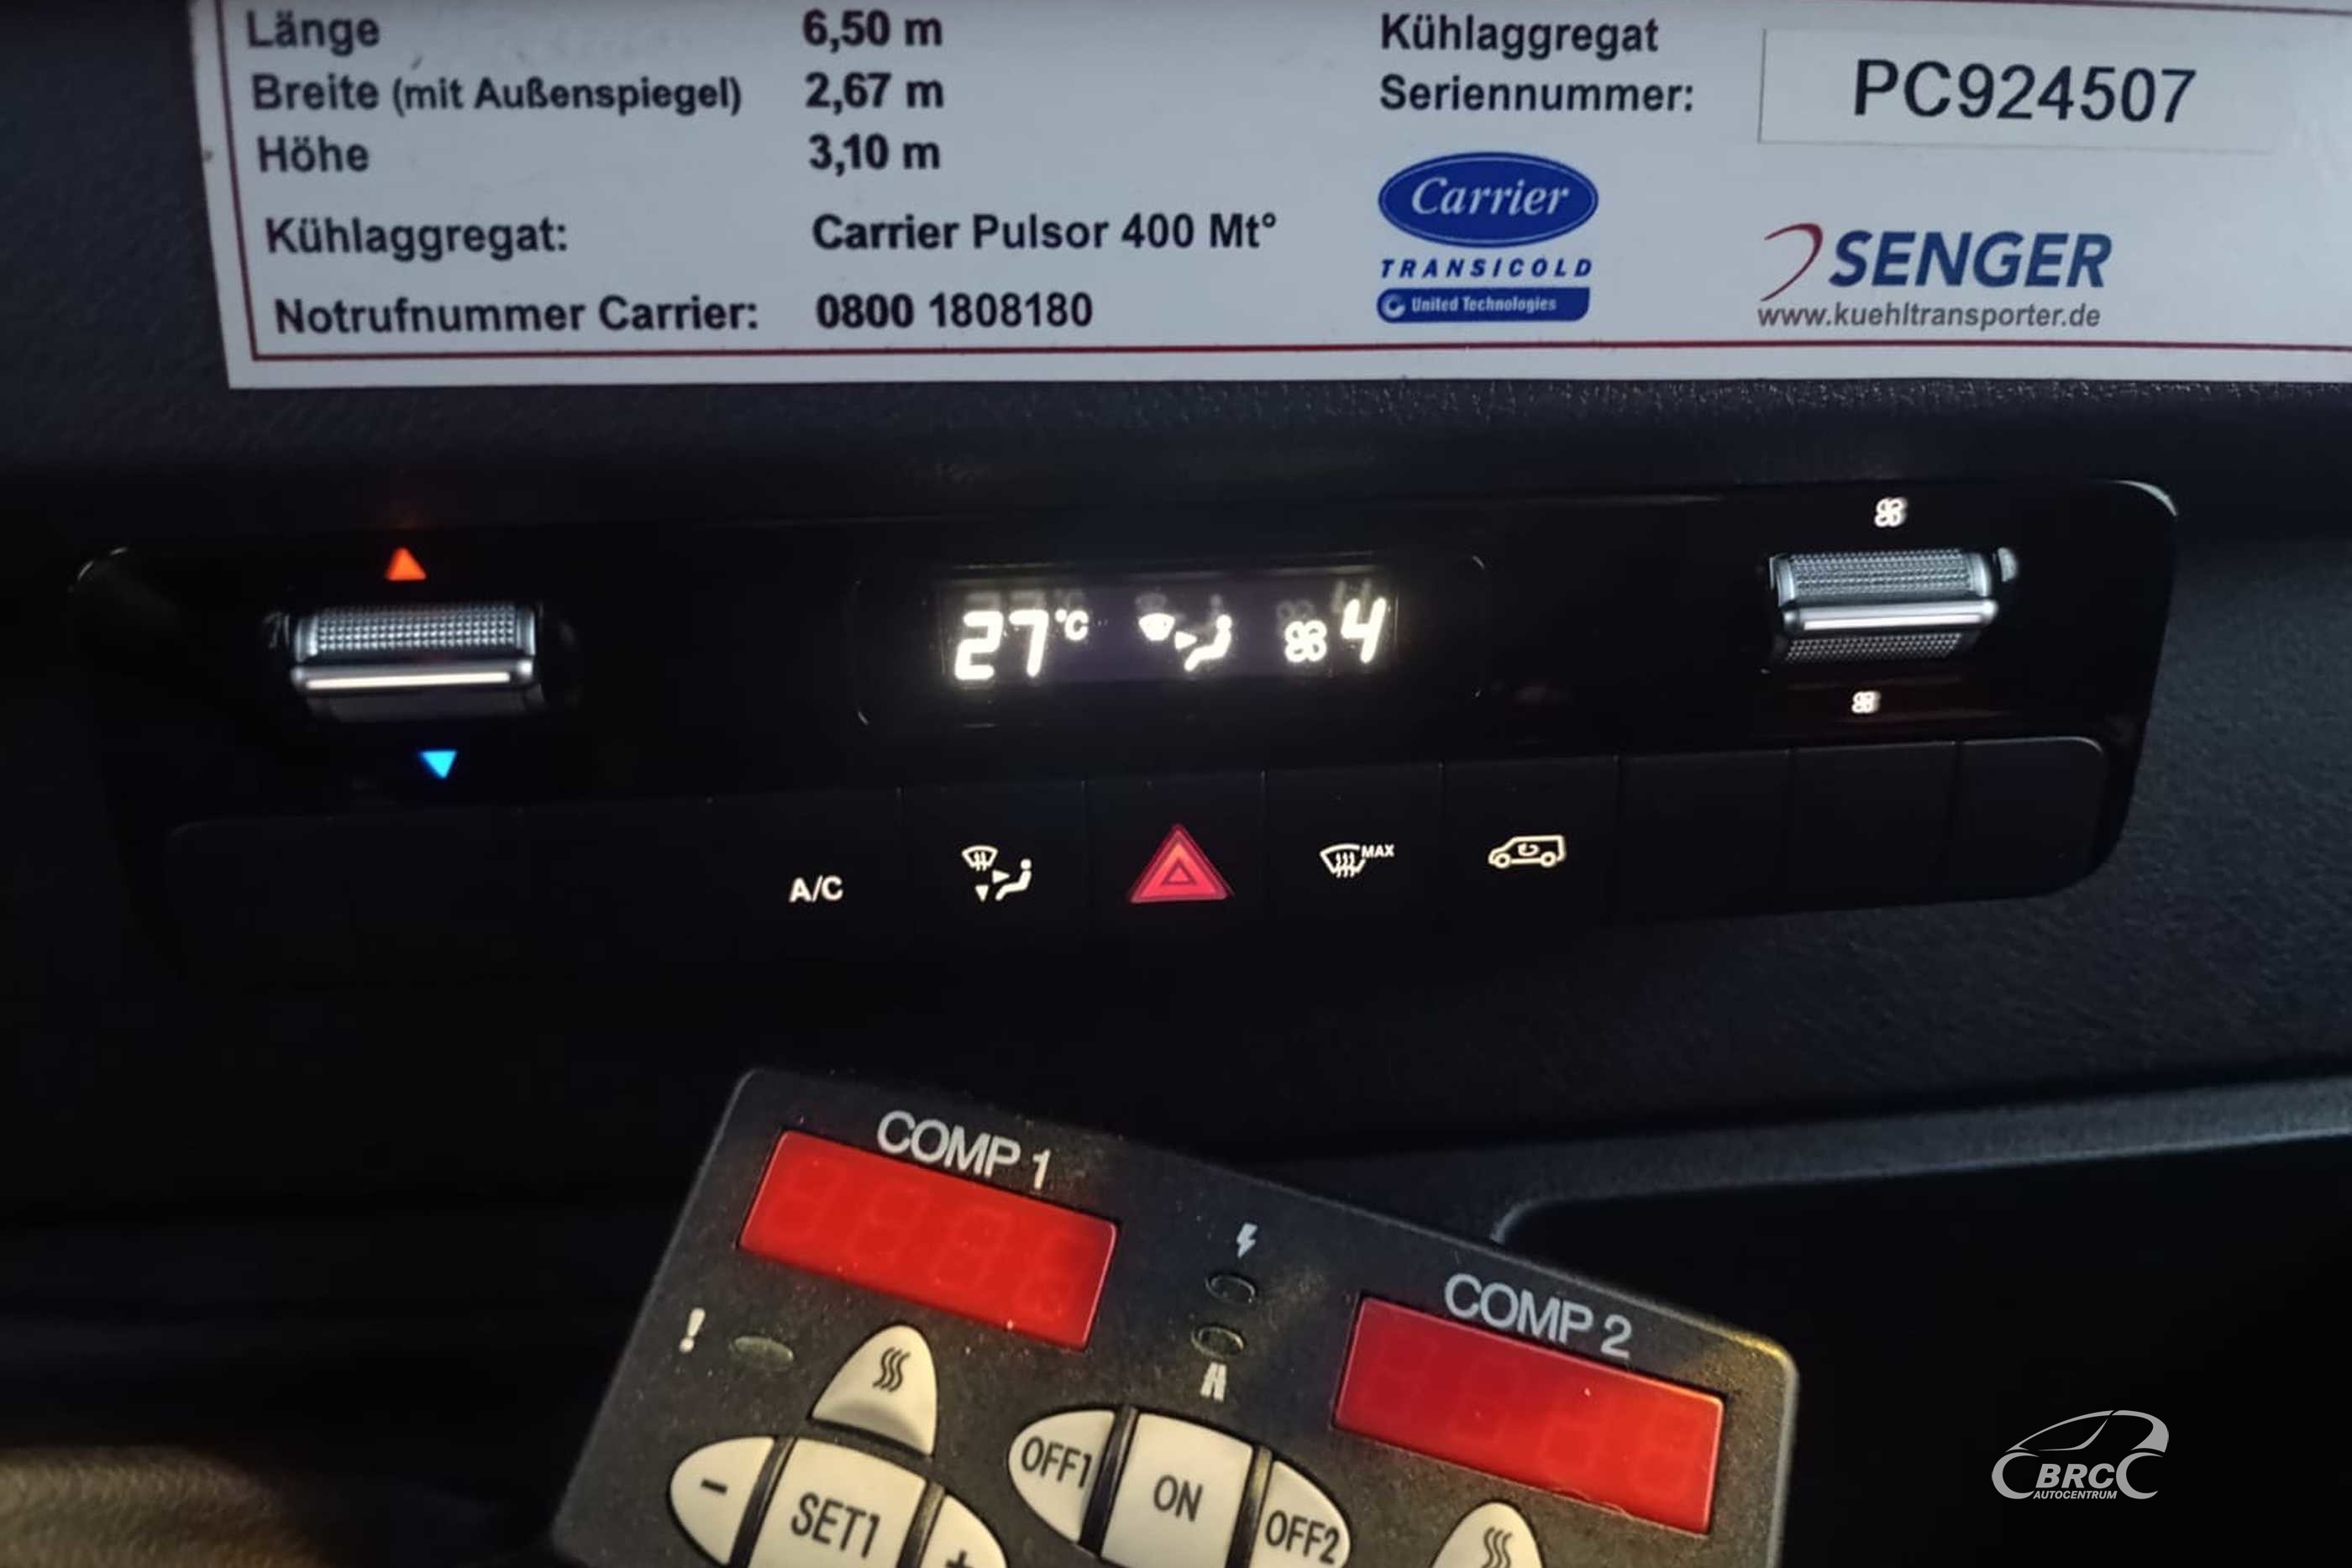 Länge 6,50 m
Breite (mit Außenspiegel) 2,67 m
Höhe 3,10 m
Kühlaggregat: Carrier Pulsor 400 Mt°
Notrufnummer Carrier: 0800 1808180
Kühlaggregat
Seriennummer: PC924507
Carrier
TRANSICOLD
United Technologies
SENGER
www.kuehltransporter.de
27°C 4
A/C
MAX
COMP 1
COMP 2
!
- SET1 +
OFF1 ON OFF2
BRC
AUTOCENTRUM